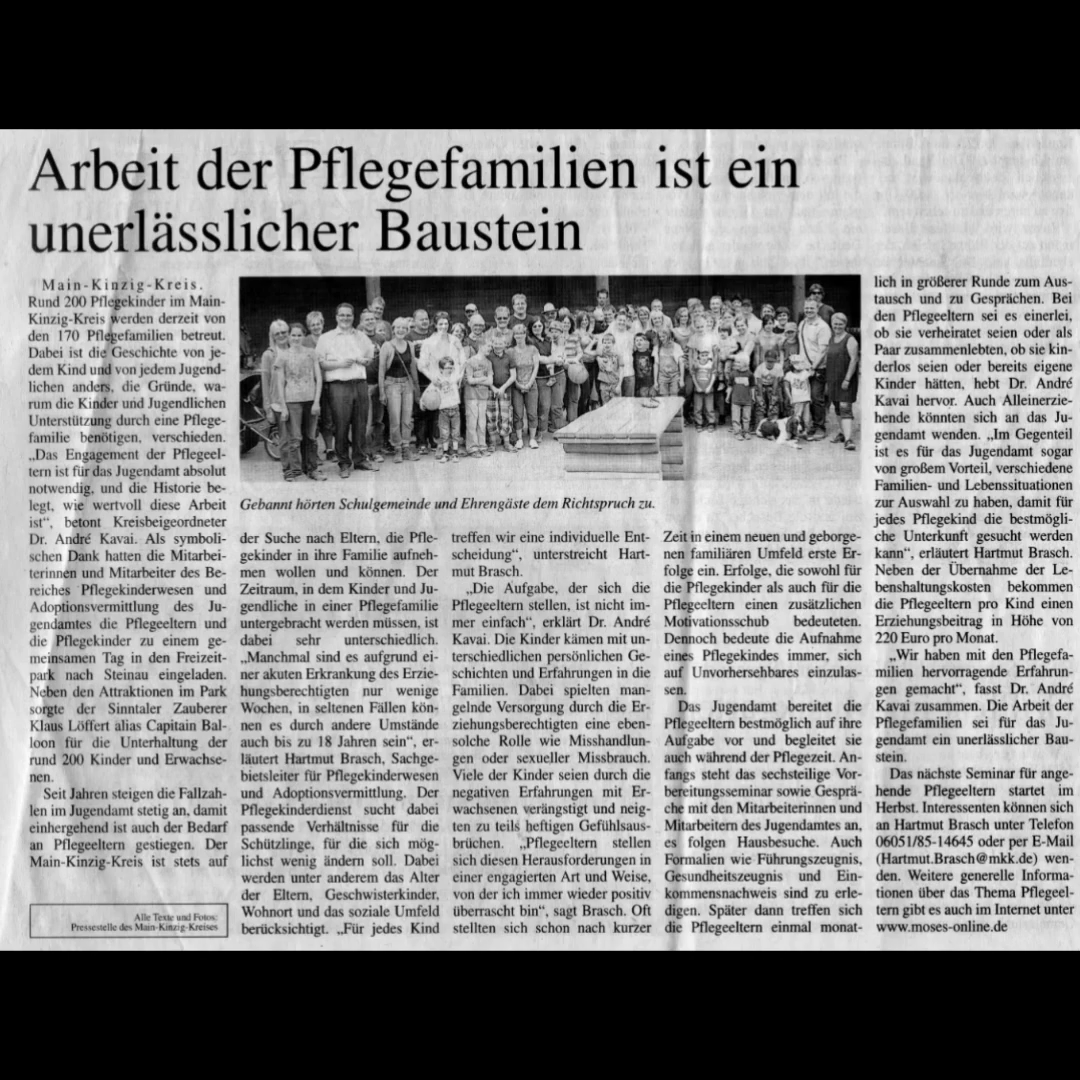 Arbeit der Pflegefamilien ist ein
unerlässlicher Baustein
Main-Kinzig-Kreis.
Rund 200 Pflegekinder im Main-
Kinzig-Kreis werden derzeit von
den 170 Pflegefamilien betreut.
Dabei ist die Geschichte von je-
dem Kind und von jedem Jugend-
lichen anders, die Gründe, wa-
rum die Kinder und Jugendlichen
Unterstützung durch eine Pflege-
familie benötigen, verschieden.
„Das Engagement der Pflegeel-
tern ist für das Jugendamt absolut
notwendig, und die Historie be-
legt, wie wertvoll diese Arbeit
ist“, betont Kreisbeigeordneter
Dr. André Kavai. Als symboli-
schen Dank hatten die Mitarbei-
terinnen und Mitarbeiter des Be-
reiches Pflegekinderwesen und
Adoptionsvermittlung des Ju-
gendamtes die Pflegeeltern und
die Pflegekinder zu einem ge-
meinsamen Tag in den Freizeit-
park nach Steinau eingeladen.
Neben den Attraktionen im Park
sorgte der Sinntaler Zauberer
Klaus Löffert alias Capitain Bal-
loon für die Unterhaltung der
rund 200 Kinder und Erwachse-
nen.
Seit Jahren steigen die Fallzah-
len im Jugendamt stetig an, damit
einhergehend ist auch der Bedarf
an Pflegeeltern gestiegen. Der
Main-Kinzig-Kreis ist stets auf
Alle Texte und Fotos:
Pressestelle des Main-Kinzig-Kreises
Gebannt hörten Schulgemeinde und Ehrengäste dem Richtspruch zu.
der Suche nach Eltern, die Pfle-
gekinder in ihre Familie aufneh-
men wollen und können. Der
Zeitraum, in dem Kinder und Ju-
gendliche in einer Pflegefamilie
untergebracht werden müssen, ist
dabei sehr unterschiedlich.
„Manchmal sind es aufgrund ei-
ner akuten Erkrankung des Erzie-
hungsberechtigten nur wenige
Wochen, in seltenen Fällen kön-
nen es durch andere Umstände
auch bis zu 18 Jahren sein“, er-
läutert Hartmut Brasch, Sachge-
bietsleiter für Pflegekinderwesen
und Adoptionsvermittlung. Der
Pflegekinderdienst sucht dabei
passende Verhältnisse für die
Schützlinge, für die sich mög-
lichst wenig ändern soll. Dabei
werden unter anderem das Alter
der Eltern, Geschwisterkinder,
Wohnort und das soziale Umfeld
berücksichtigt. „Für jedes Kind
treffen wir eine individuelle Ent-
scheidung“, unterstreicht Hart-
mut Brasch.
„Die Aufgabe, der sich die
Pflegeeltern stellen, ist nicht im-
mer einfach“, erklärt Dr. André
Kavai. Die Kinder kämen mit un-
terschiedlichen persönlichen Ge-
schichten und Erfahrungen in die
Familien. Dabei spielten man-
gelnde Versorgung durch die Er-
ziehungsberechtigten eine eben-
solche Rolle wie Misshandlun-
gen oder sexueller Missbrauch.
Viele der Kinder seien durch die
negativen Erfahrungen mit Er-
wachsenen verängstigt und neig-
ten zu teils heftigen Gefühlsaus-
brüchen. „Pflegeeltern stellen
sich diesen Herausforderungen in
einer engagierten Art und Weise,
von der ich immer wieder positiv
überrascht bin“, sagt Brasch. Oft
stellten sich schon nach kurzer
Zeit in einem neuen und geborge-
nen familiären Umfeld erste Er-
folge ein. Erfolge, die sowohl für
die Pflegekinder als auch für die
Pflegeeltern einen zusätzlichen
Motivationsschub bedeuteten.
Dennoch bedeute die Aufnahme
eines Pflegekindes immer, sich
auf Unvorhersehbares einzulas-
sen.
Das Jugendamt bereitet die
Pflegeeltern bestmöglich auf ihre
Aufgabe vor und begleitet sie
auch während der Pflegezeit. An-
fangs steht das sechsteilige Vor-
bereitungsseminar sowie Gesprä-
che mit den Mitarbeiterinnen und
Mitarbeitern des Jugendamtes an,
es folgen Hausbesuche. Auch
Formalien wie Führungszeugnis,
Gesundheitszeugnis und Ein-
kommensnachweis sind zu erle-
digen. Später dann treffen sich
die Pflegeeltern einmal monat-
lich in größerer Runde zum Aus-
tausch und zu Gesprächen. Bei
den Pflegeeltern sei es einerlei,
ob sie verheiratet seien oder als
Paar zusammenlebten, ob sie kin-
derlos seien oder bereits eigene
Kinder hätten, hebt Dr. André
Kavai hervor. Auch Alleinerzie-
hende könnten sich an das Ju-
gendamt wenden. „Im Gegenteil
ist es für das Jugendamt sogar
von großem Vorteil, verschiedene
Familien- und Lebenssituationen
zur Auswahl zu haben, damit für
jedes Pflegekind die bestmögli-
che Unterkunft gesucht werden
kann“, erläutert Hartmut Brasch.
Neben der Übernahme der Le-
benshaltungskosten bekommen
die Pflegeeltern pro Kind einen
Erziehungsbeitrag in Höhe von
220 Euro pro Monat.
„Wir haben mit den Pflegefa-
milien hervorragende Erfahrun-
gen gemacht“, fasst Dr. André
Kavai zusammen. Die Arbeit der
Pflegefamilien sei für das Ju-
gendamt ein unerlässlicher Bau-
stein.
Das nächste Seminar für ange-
hende Pflegeeltern startet im
Herbst. Interessenten können sich
an Hartmut Brasch unter Telefon
06051/85-14645 oder per E-Mail
(Hartmut.Brasch@mkk.de) wen-
den. Weitere generelle Informa-
tionen über das Thema Pflegeel-
tern gibt es auch im Internet unter
www.moses-online.de